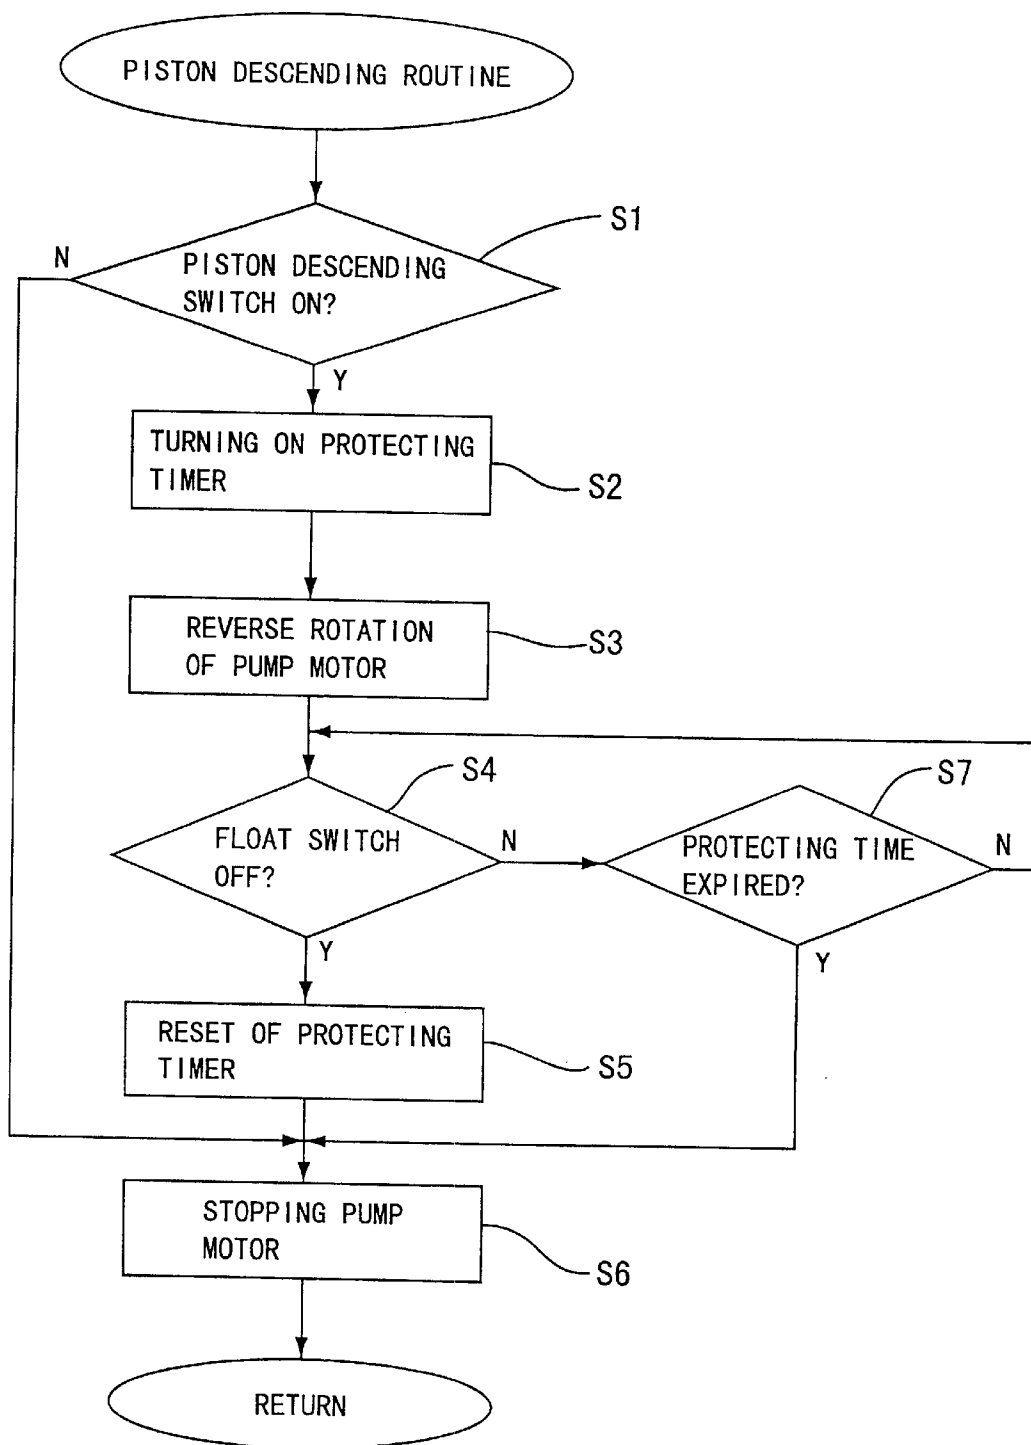 PISTON DESCENDING ROUTINE
S1
N
PISTON DESCENDING
SWITCH ON?
Y
TURNING ON PROTECTING
TIMER
S2
REVERSE ROTATION
OF PUMP MOTOR
S3
S4
S7
FLOAT SWITCH
OFF?
N
PROTECTING TIME
EXPIRED?
N
Y
Y
RESET OF PROTECTING
TIMER
S5
STOPPING PUMP
MOTOR
S6
RETURN